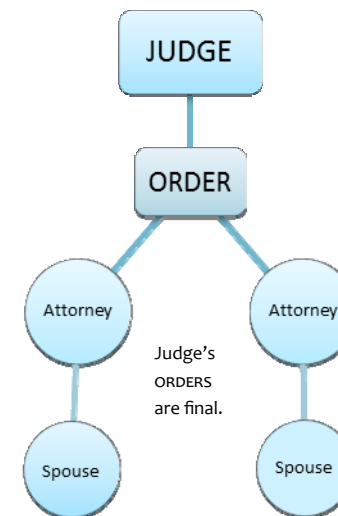 JUDGE
ORDER
Attorney
Attorney
Judge’s
ORDERS
are final.
Spouse
Spouse